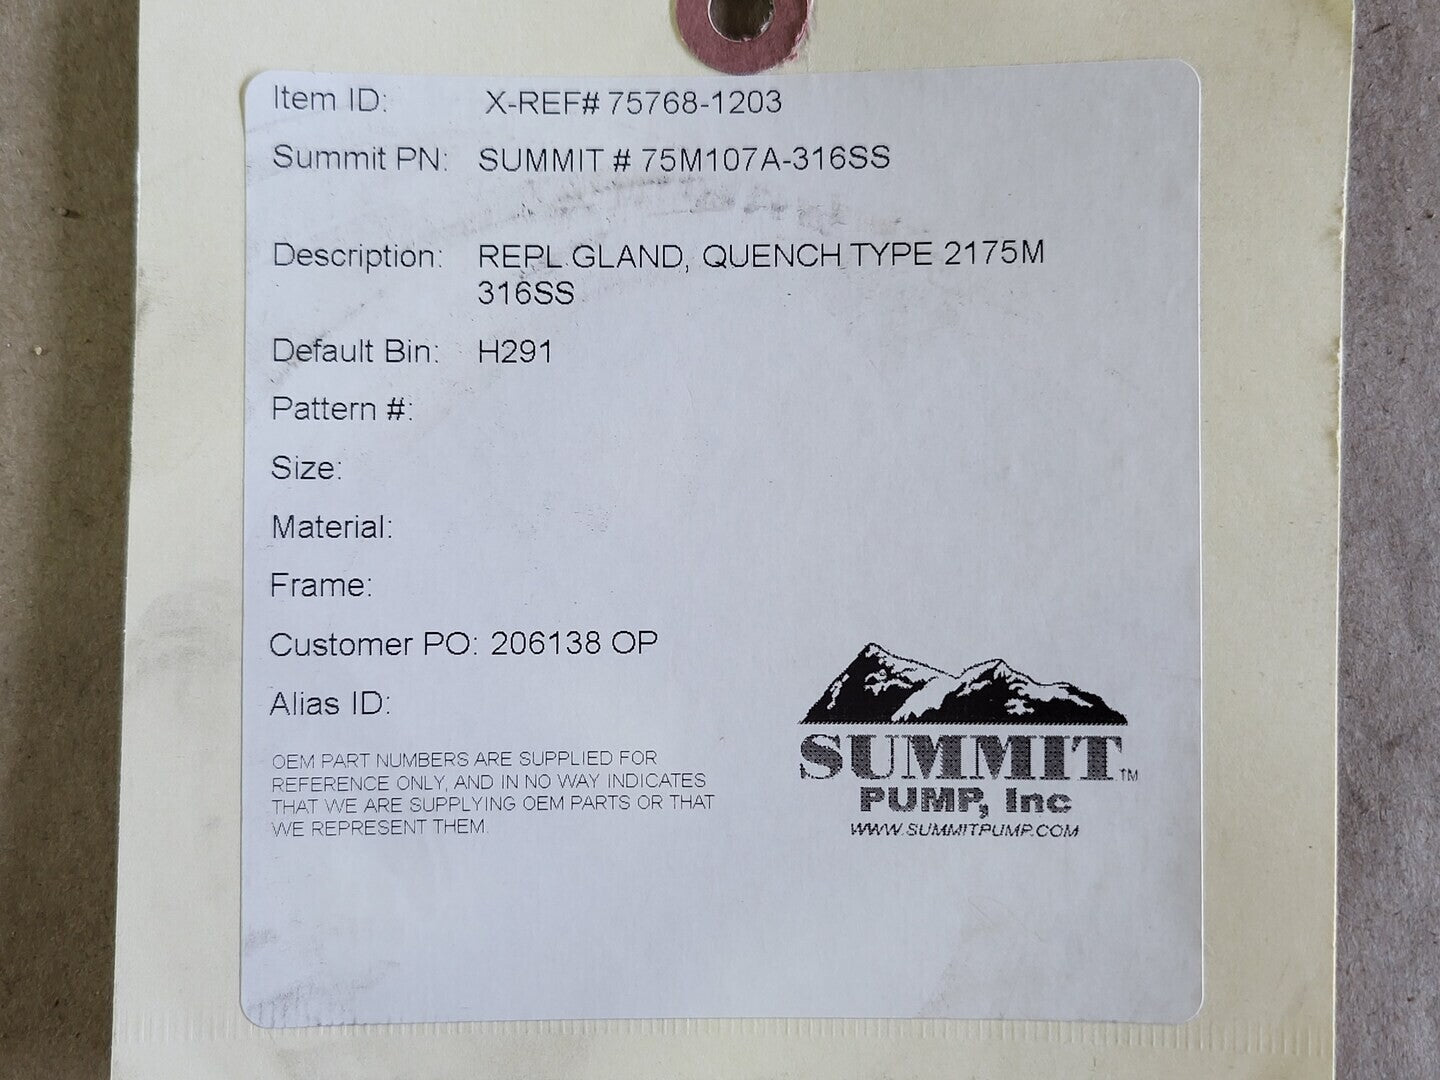 Item ID: X-REF# 75768-1203
Summit PN: SUMMIT # 75M107A-316SS
Description: REPL GLAND, QUENCH TYPE 2175M
316SS
Default Bin: H291
Pattern #:
Size:
Material:
Frame:
Customer PO: 206138 OP
Alias ID:
OEM PART NUMBERS ARE SUPPLIED FOR
REFERENCE ONLY, AND IN NO WAY INDICATES
THAT WE ARE SUPPLYING OEM PARTS OR THAT
WE REPRESENT THEM.
SUMMIT™
PUMP, Inc
WWW.SUMMITPUMP.COM